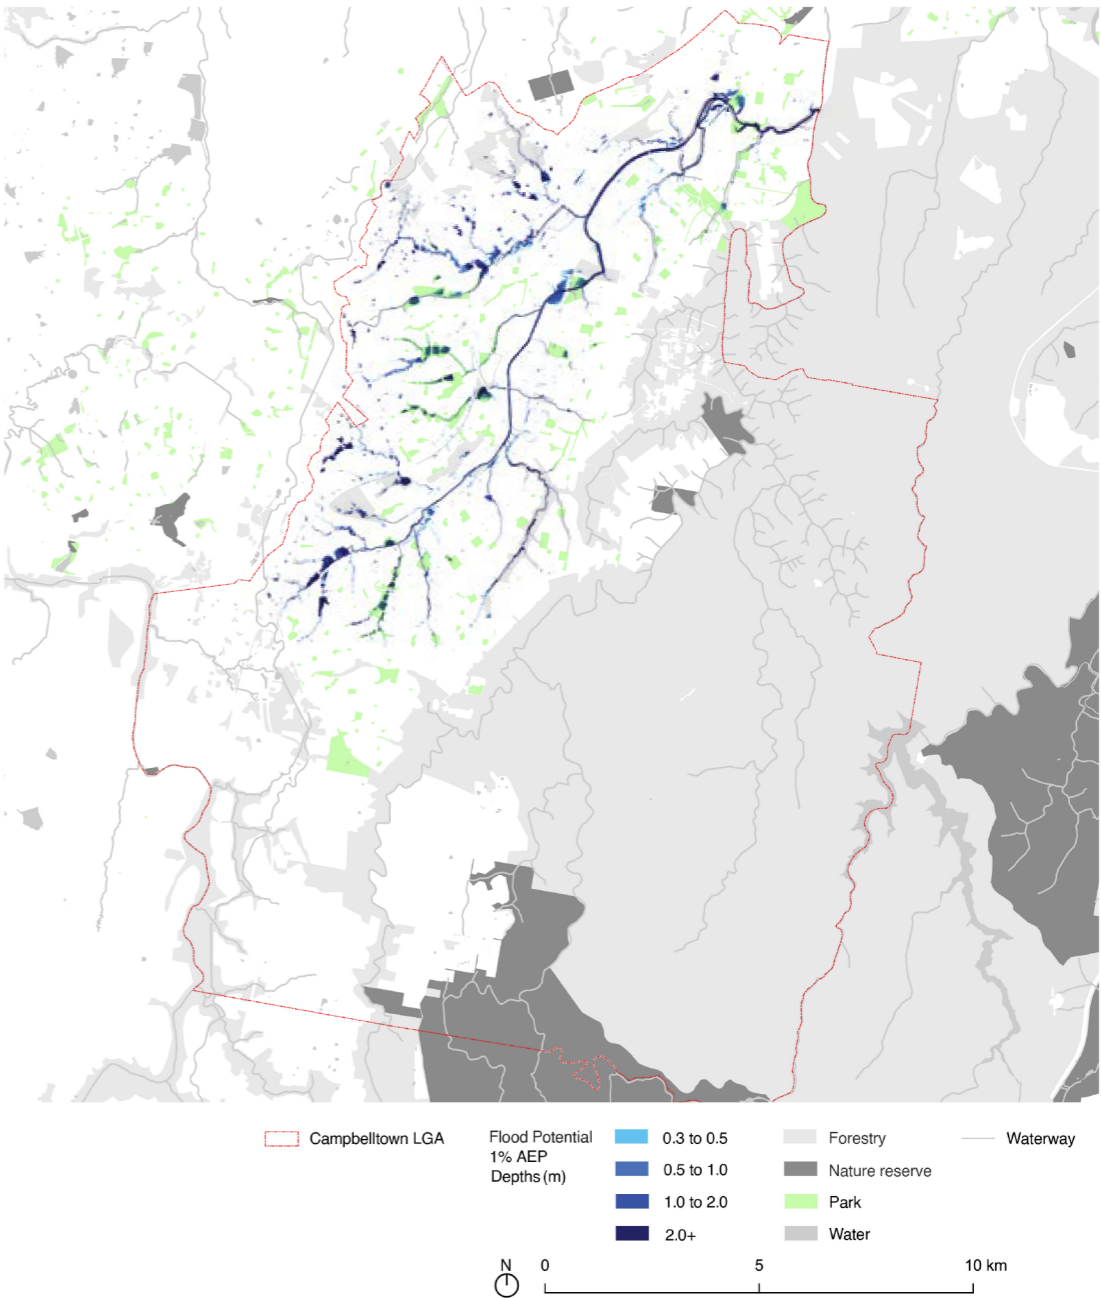 Campbelltown LGA
Flood Potential
1% AEP
Depths (m)
0.3 to 0.5
0.5 to 1.0
1.0 to 2.0
2.0+
Forestry
Nature reserve
Park
Water
Waterway
N
0 5 10 km